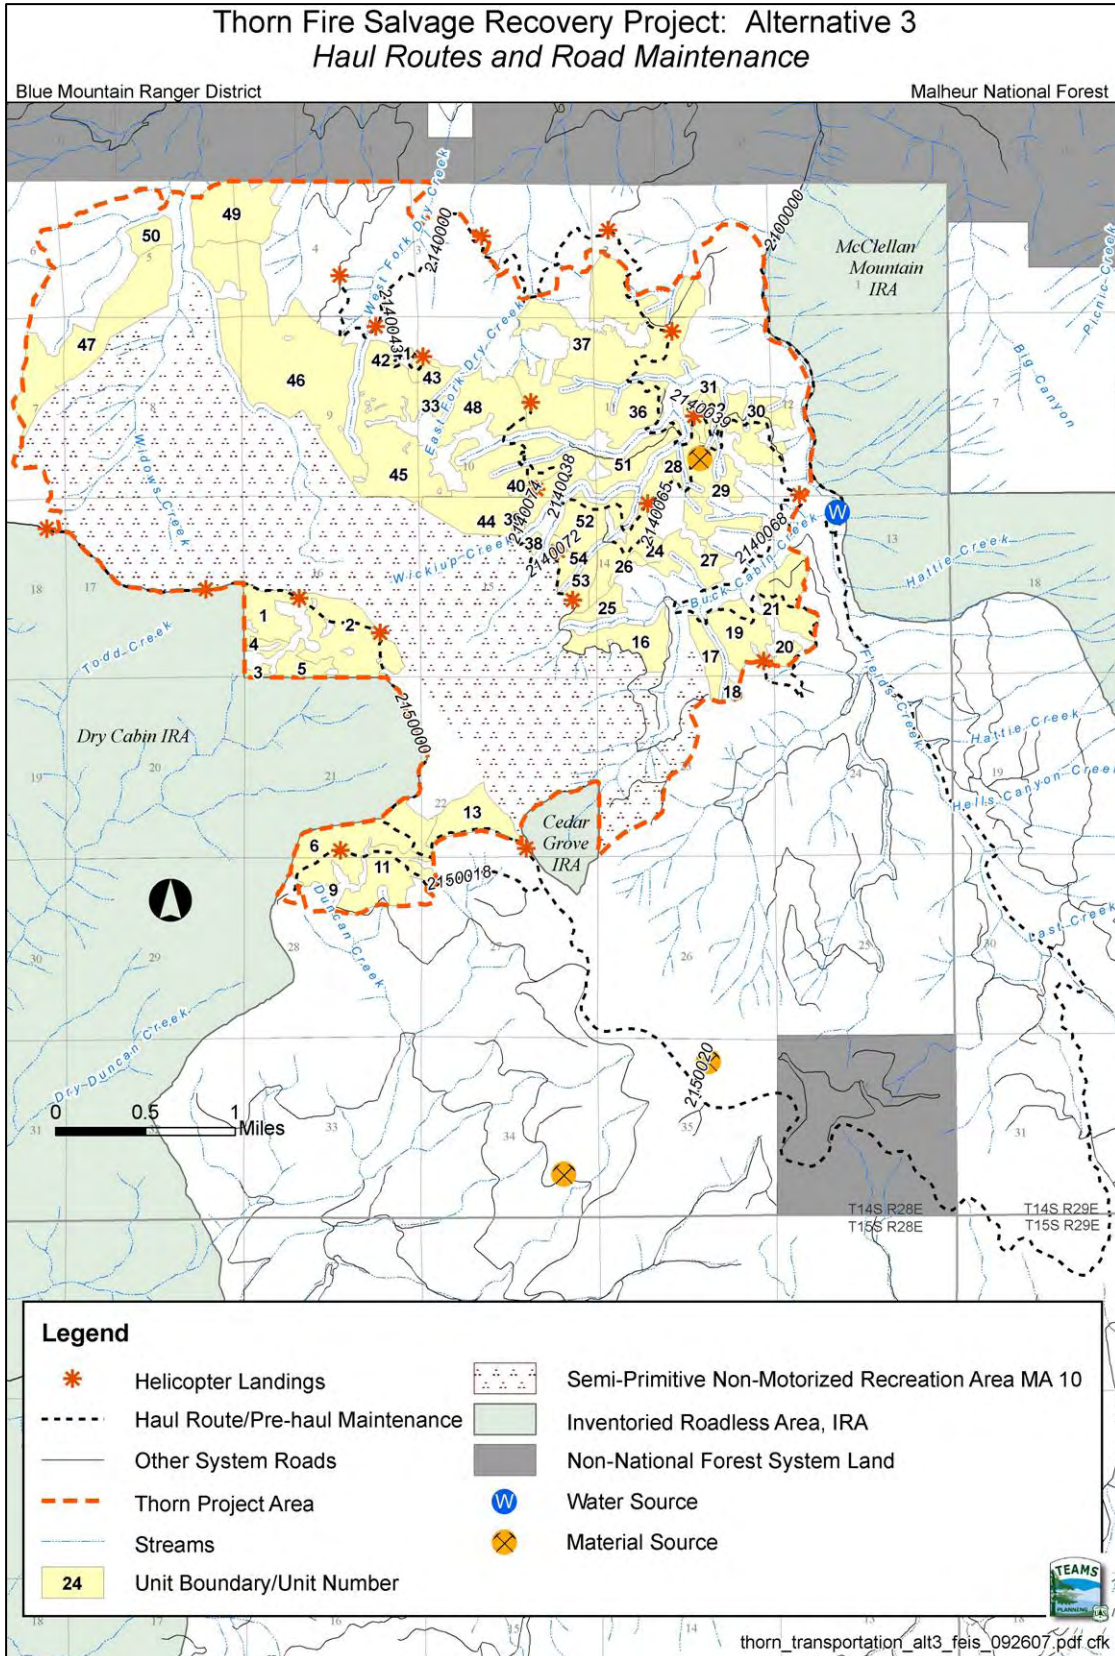 Thorn Fire Salvage Recovery Project: Alternative 3
Haul Routes and Road Maintenance
Blue Mountain Ranger District
Malheur National Forest
McClellan
Mountain
IRA
Picnic Creek
Big Canyon
West Fork Dry Creek
East Fork Dry Creek
2140000
2100000
2140043
2140039
2140038
2140074
2140072
2140065
2140068
49
50
47
46
42
43
33
48
45
37
36
31
30
51
28
29
40
44
38
52
54
53
26
24
27
25
16
17
18
19
20
21
Widows Creek
Wickiup Creek
Buck Cabin Creek
Hattie Creek
Todd Creek
1
2
4
3
5
2150000
Fields Creek
Hattie Creek
Hells Canyon Creek
Last Creek
Dry Cabin IRA
Cedar
Grove
IRA
13
6
11
9
2150018
Duncan Creek
Dry Duncan Creek
2150020
0 0.5 1
Miles
T14S R28E
T15S R28E
T14S R29E
T15S R29E
Legend
Helicopter Landings
Haul Route/Pre-haul Maintenance
Other System Roads
Thorn Project Area
Streams
24 Unit Boundary/Unit Number
Semi-Primitive Non-Motorized Recreation Area MA 10
Inventoried Roadless Area, IRA
Non-National Forest System Land
W Water Source
Material Source
TEAMS
PLANNING
thorn_transportation_alt3_feis_092607.pdf cfk